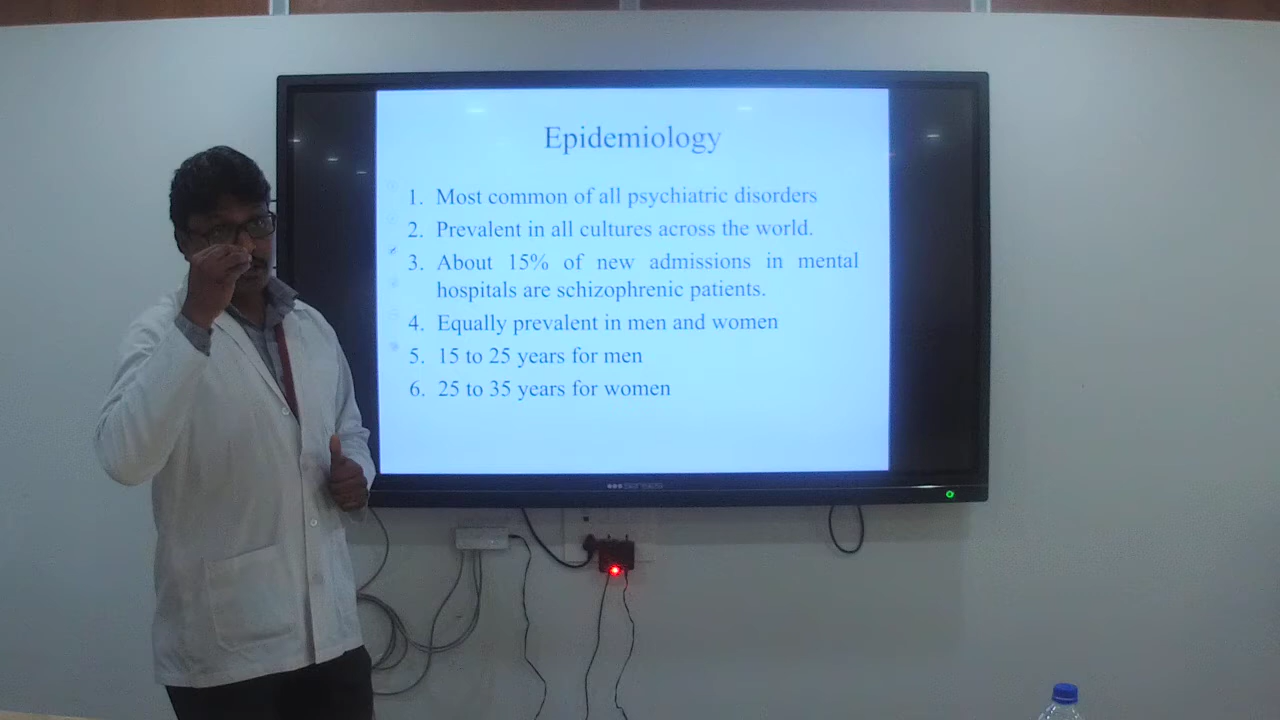 Epidemiology
1. Most common of all psychiatric disorders
2. Prevalent in all cultures across the world.
3. About 15% of new admissions in mental
hospitals are schizophrenic patients.
4. Equally prevalent in men and women
5. 15 to 25 years for men
6. 25 to 35 years for women